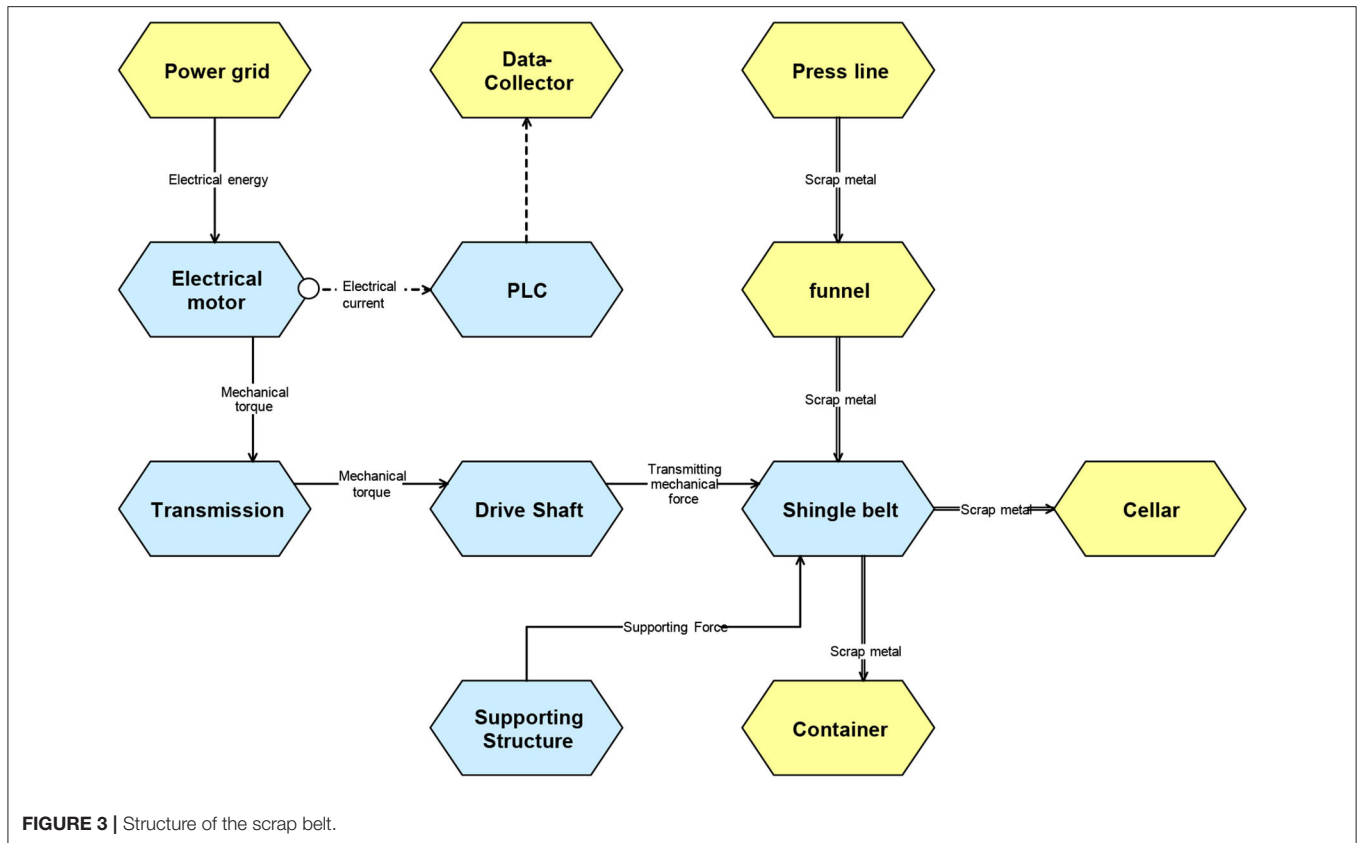 Power grid
Data-
Collector
Press line
Electrical energy
Scrap metal
Electrical
motor
Electrical
current
PLC
funnel
Mechanical
torque
Scrap metal
Transmission
Mechanical
torque
Drive Shaft
Transmitting
mechanical
force
Shingle belt
Scrap metal
Cellar
Supporting Force
Scrap metal
Supporting
Structure
Container
FIGURE 3 | Structure of the scrap belt.